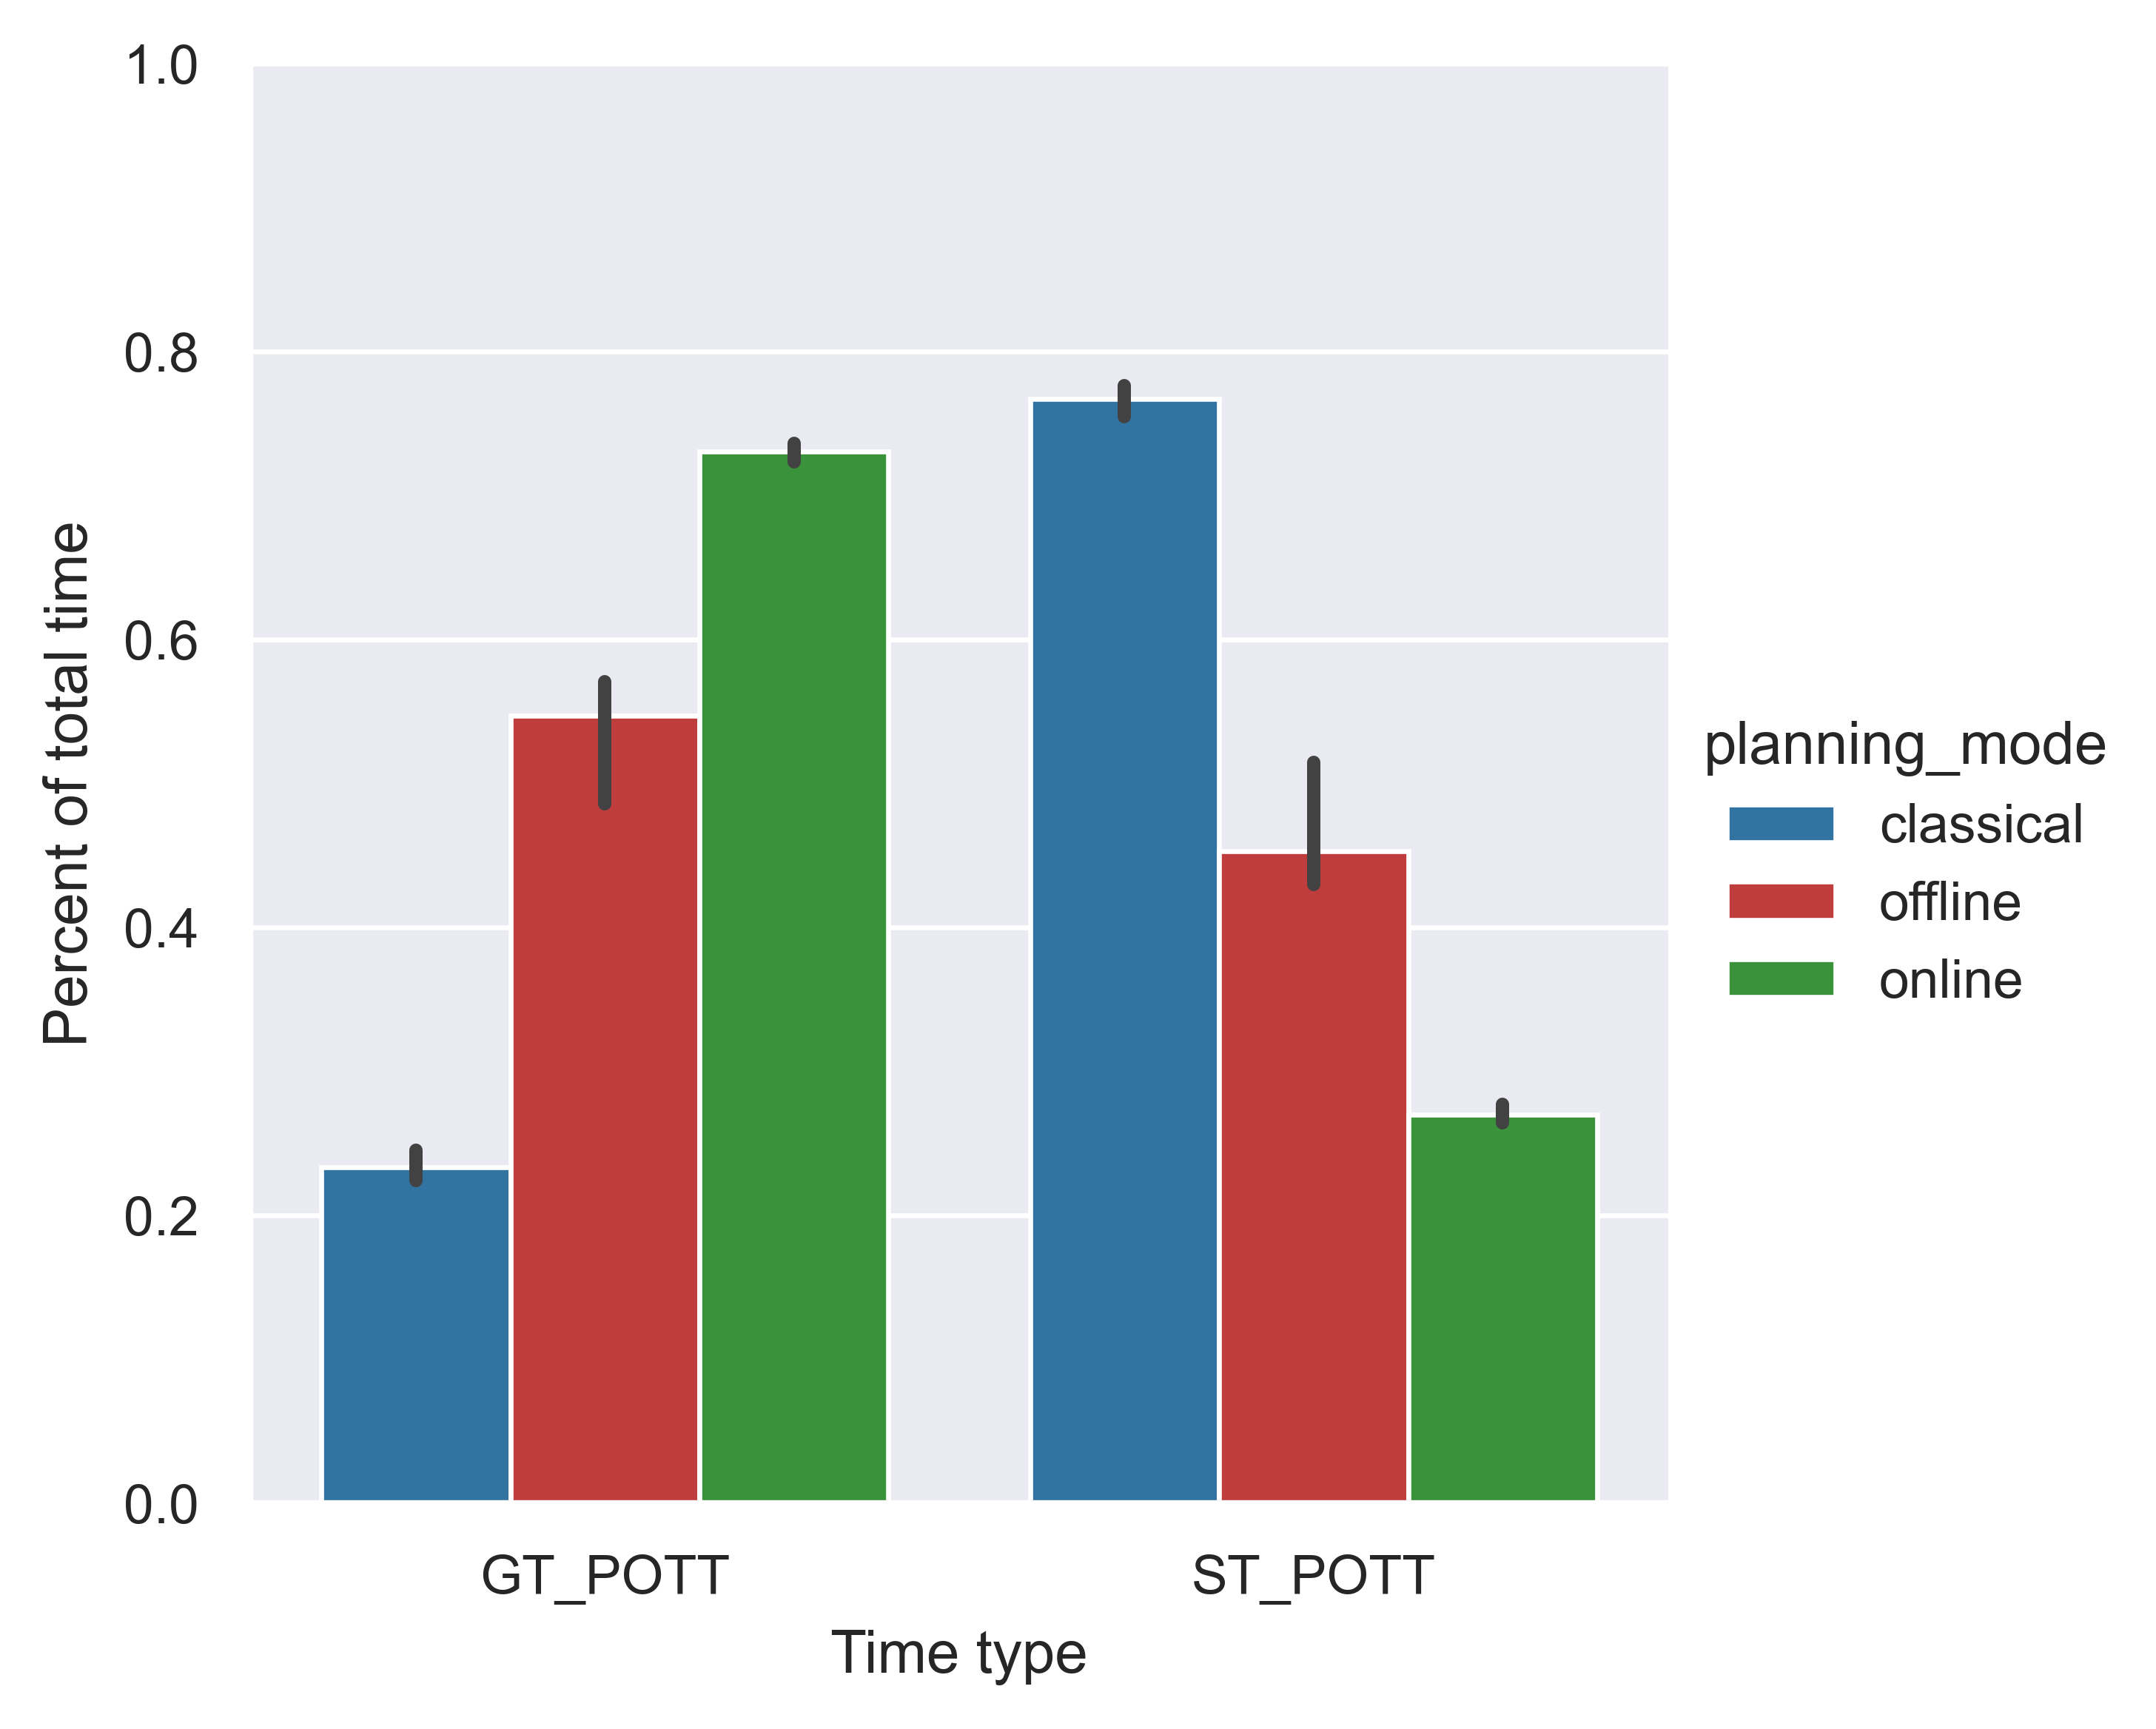 1.0
0.8
0.6
0.4
0.2
0.0
Percent of total time
GT_POTT
ST_POTT
Time type
planning_mode
classical
offline
online